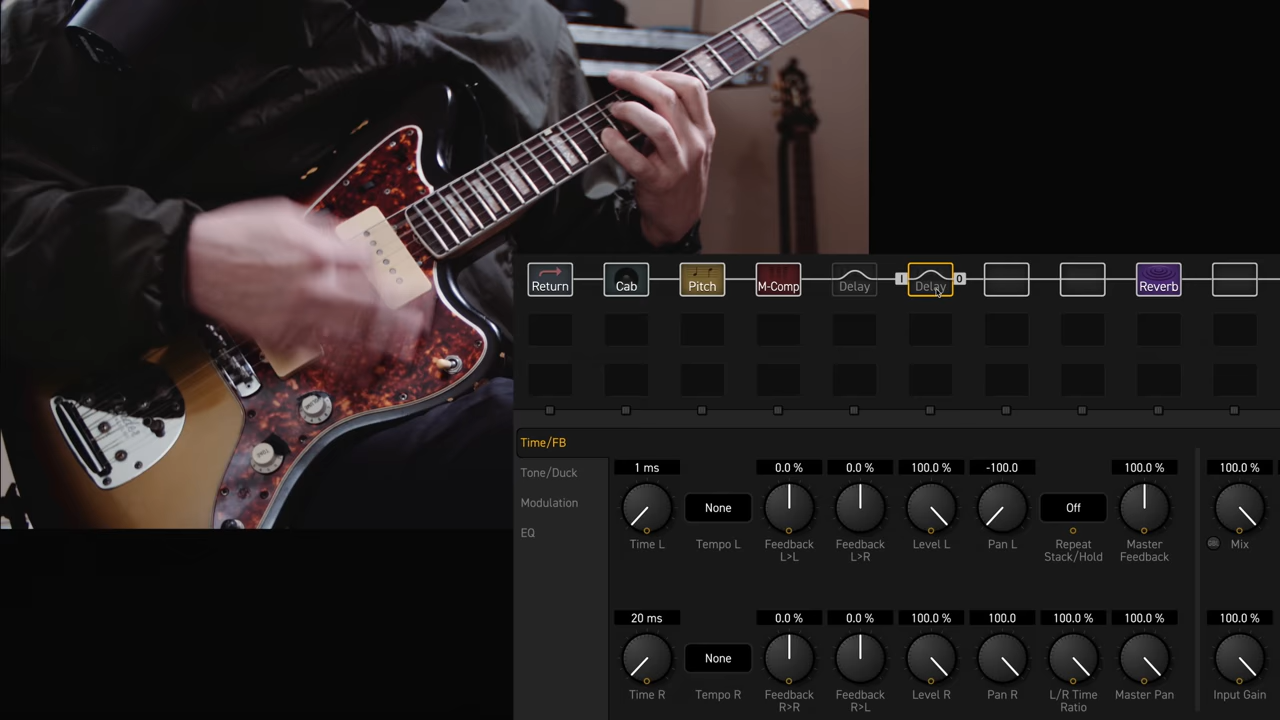 Return Cab Pitch M-Comp Delay I Delay O Reverb
Time/FB
Tone/Duck
Modulation
EQ
1 ms 0.0 % 0.0 % 100.0 % -100.0 100.0 % 100.0 %
None Off
Time L Tempo L Feedback Feedback Level L Pan L Repeat Master Mix
L>L L>R Stack/Hold Feedback
20 ms 0.0 % 0.0 % 100.0 % 100.0 100.0 % 100.0 % 100.0 %
None
Time R Tempo R Feedback Feedback Level R Pan R L/R Time Master Pan Input Gain
R>R R>L Ratio